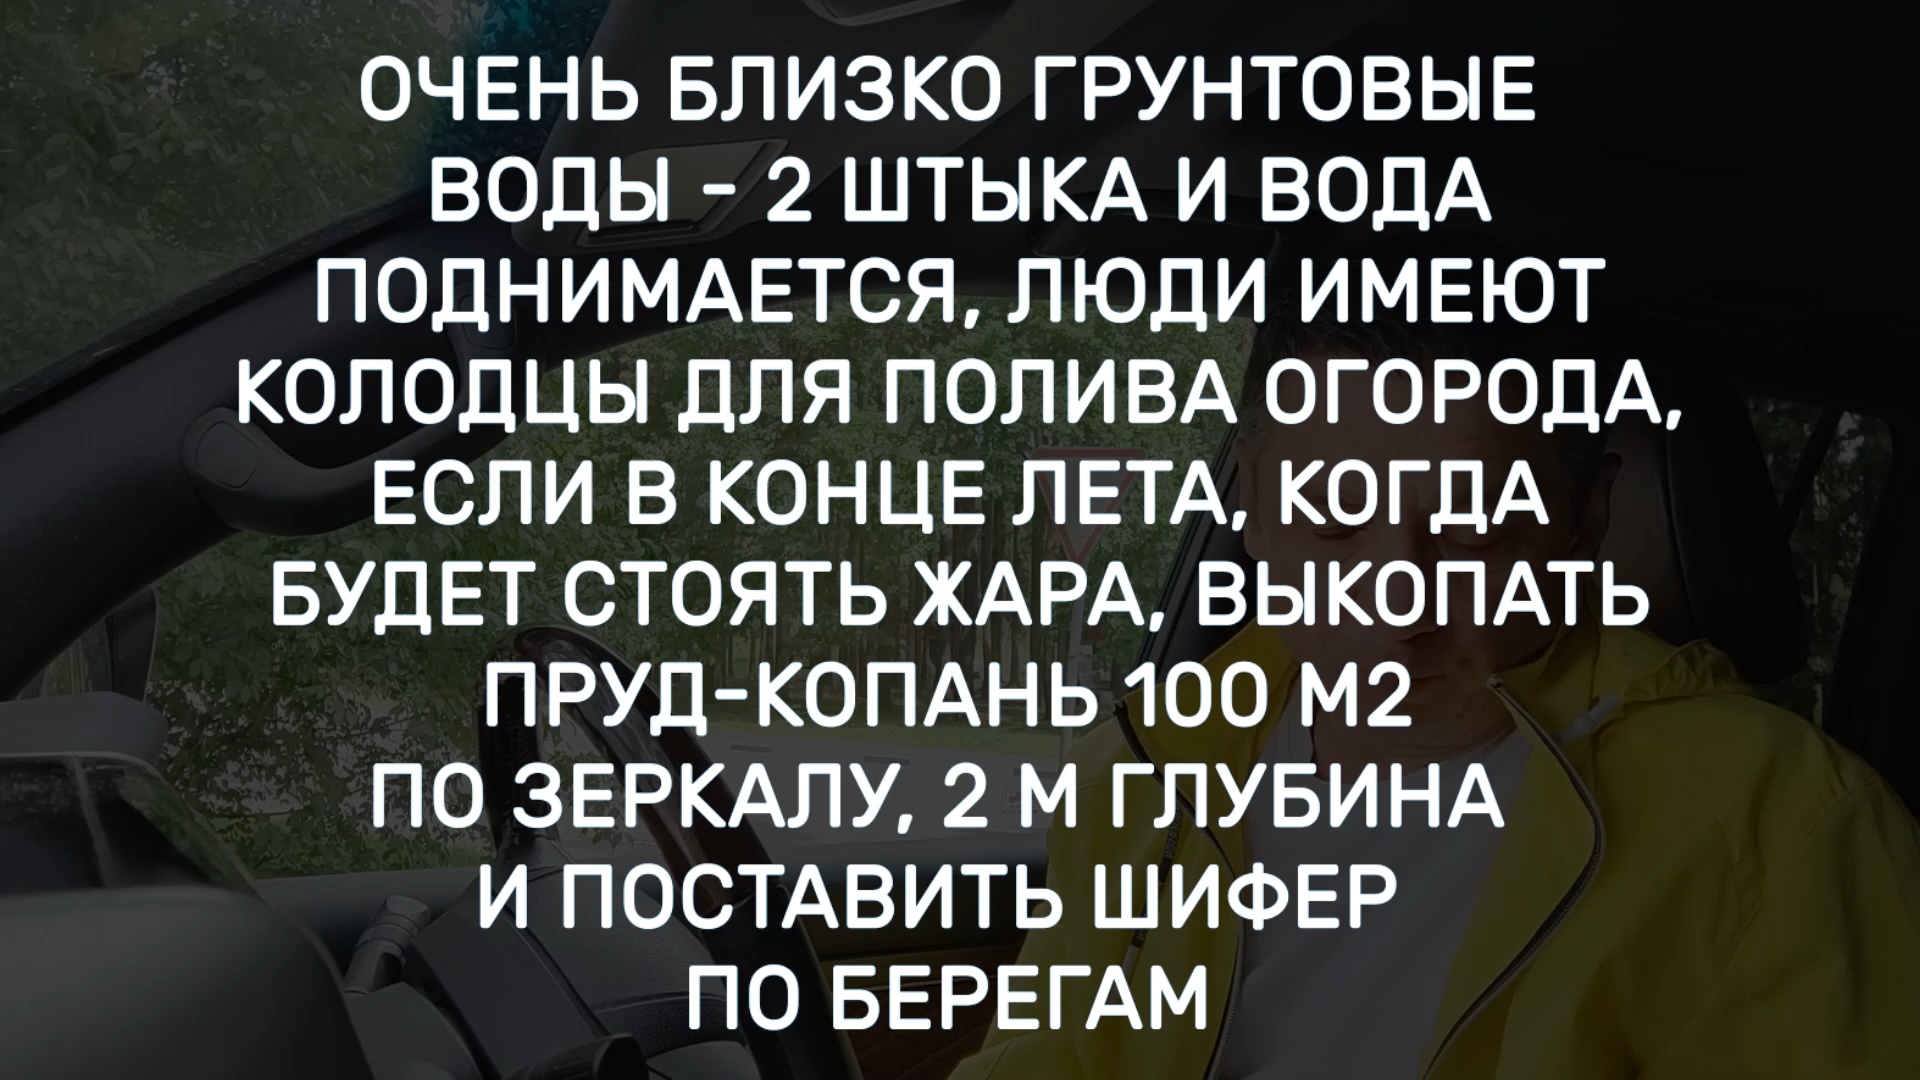 ОЧЕНЬ БЛИЗКО ГРУНТОВЫЕ
ВОДЫ - 2 ШТЫКА И ВОДА
ПОДНИМАЕТСЯ, ЛЮДИ ИМЕЮТ
КОЛОДЦЫ ДЛЯ ПОЛИВА ОГОРОДА,
ЕСЛИ В КОНЦЕ ЛЕТА, КОГДА
БУДЕТ СТОЯТЬ ЖАРА, ВЫКОПАТЬ
ПРУД-КОПАНЬ 100 М2
ПО ЗЕРКАЛУ, 2 М ГЛУБИНА
И ПОСТАВИТЬ ШИФЕР
ПО БЕРЕГАМ